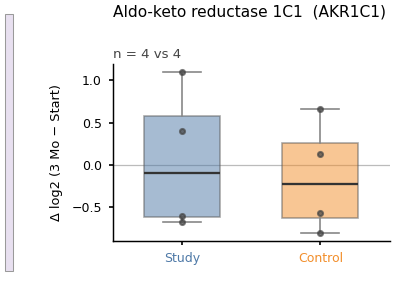 Aldo-keto reductase 1C1  (AKR1C1)
n = 4 vs 4
Δ log2 (3 Mo − Start)
1.0
0.5
0.0
−0.5
Study
Control